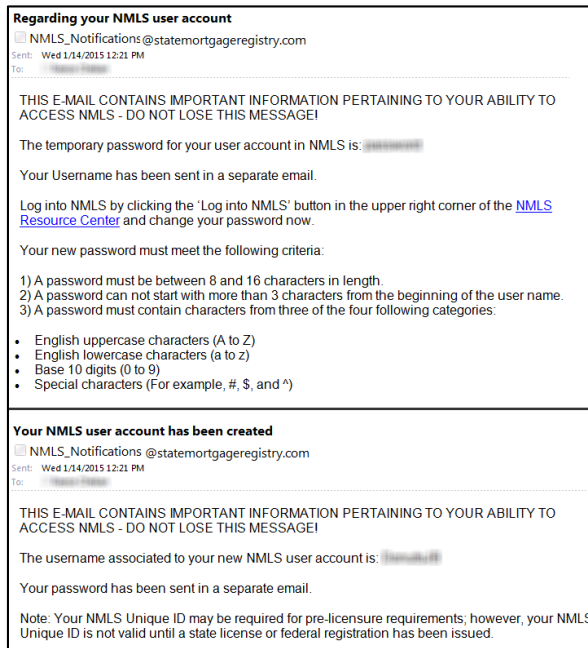 Regarding your NMLS user account
NMLS_Notifications @statemortgageregistry.com
Sent: Wed 1/14/2015 12:21 PM
To:
THIS E-MAIL CONTAINS IMPORTANT INFORMATION PERTAINING TO YOUR ABILITY TO
ACCESS NMLS - DO NOT LOSE THIS MESSAGE!
The temporary password for your user account in NMLS is:
Your Username has been sent in a separate email.
Log into NMLS by clicking the 'Log into NMLS' button in the upper right corner of the NMLS
Resource Center and change your password now.
Your new password must meet the following criteria:
1) A password must be between 8 and 16 characters in length.
2) A password can not start with more than 3 characters from the beginning of the user name.
3) A password must contain characters from three of the four following categories:
• English uppercase characters (A to Z)
• English lowercase characters (a to z)
• Base 10 digits (0 to 9)
• Special characters (For example, #, $, and ^)
Your NMLS user account has been created
NMLS_Notifications @statemortgageregistry.com
Sent: Wed 1/14/2015 12:21 PM
To:
THIS E-MAIL CONTAINS IMPORTANT INFORMATION PERTAINING TO YOUR ABILITY TO
ACCESS NMLS - DO NOT LOSE THIS MESSAGE!
The username associated to your new NMLS user account is:
Your password has been sent in a separate email.
Note: Your NMLS Unique ID may be required for pre-licensure requirements; however, your NMLS
Unique ID is not valid until a state license or federal registration has been issued.